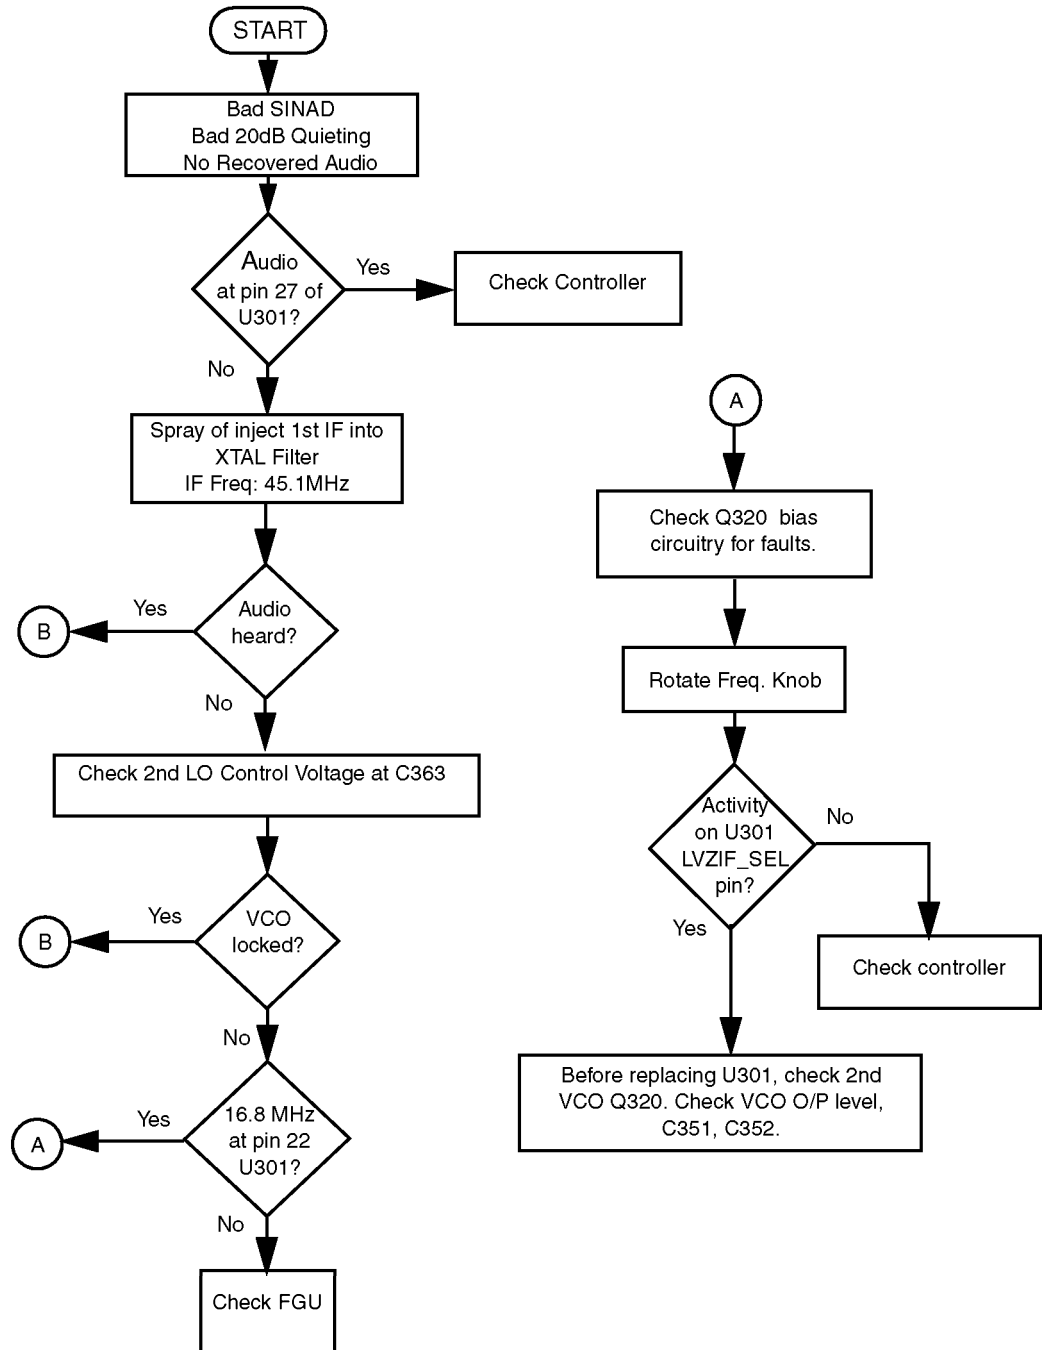 START
Bad SINAD
Bad 20dB Quieting
No Recovered Audio
Audio
at pin 27 of
U301?
Yes
Check Controller
No
Spray of inject 1st IF into
XTAL Filter
IF Freq: 45.1MHz
Audio
heard?
Yes
B
No
Check 2nd LO Control Voltage at C363
VCO
locked?
Yes
B
No
16.8 MHz
at pin 22
U301?
Yes
A
No
Check FGU
A
Check Q320 bias
circuitry for faults.
Rotate Freq. Knob
Activity
on U301
LVZIF_SEL
pin?
No
Check controller
Yes
Before replacing U301, check 2nd
VCO Q320. Check VCO O/P level,
C351, C352.